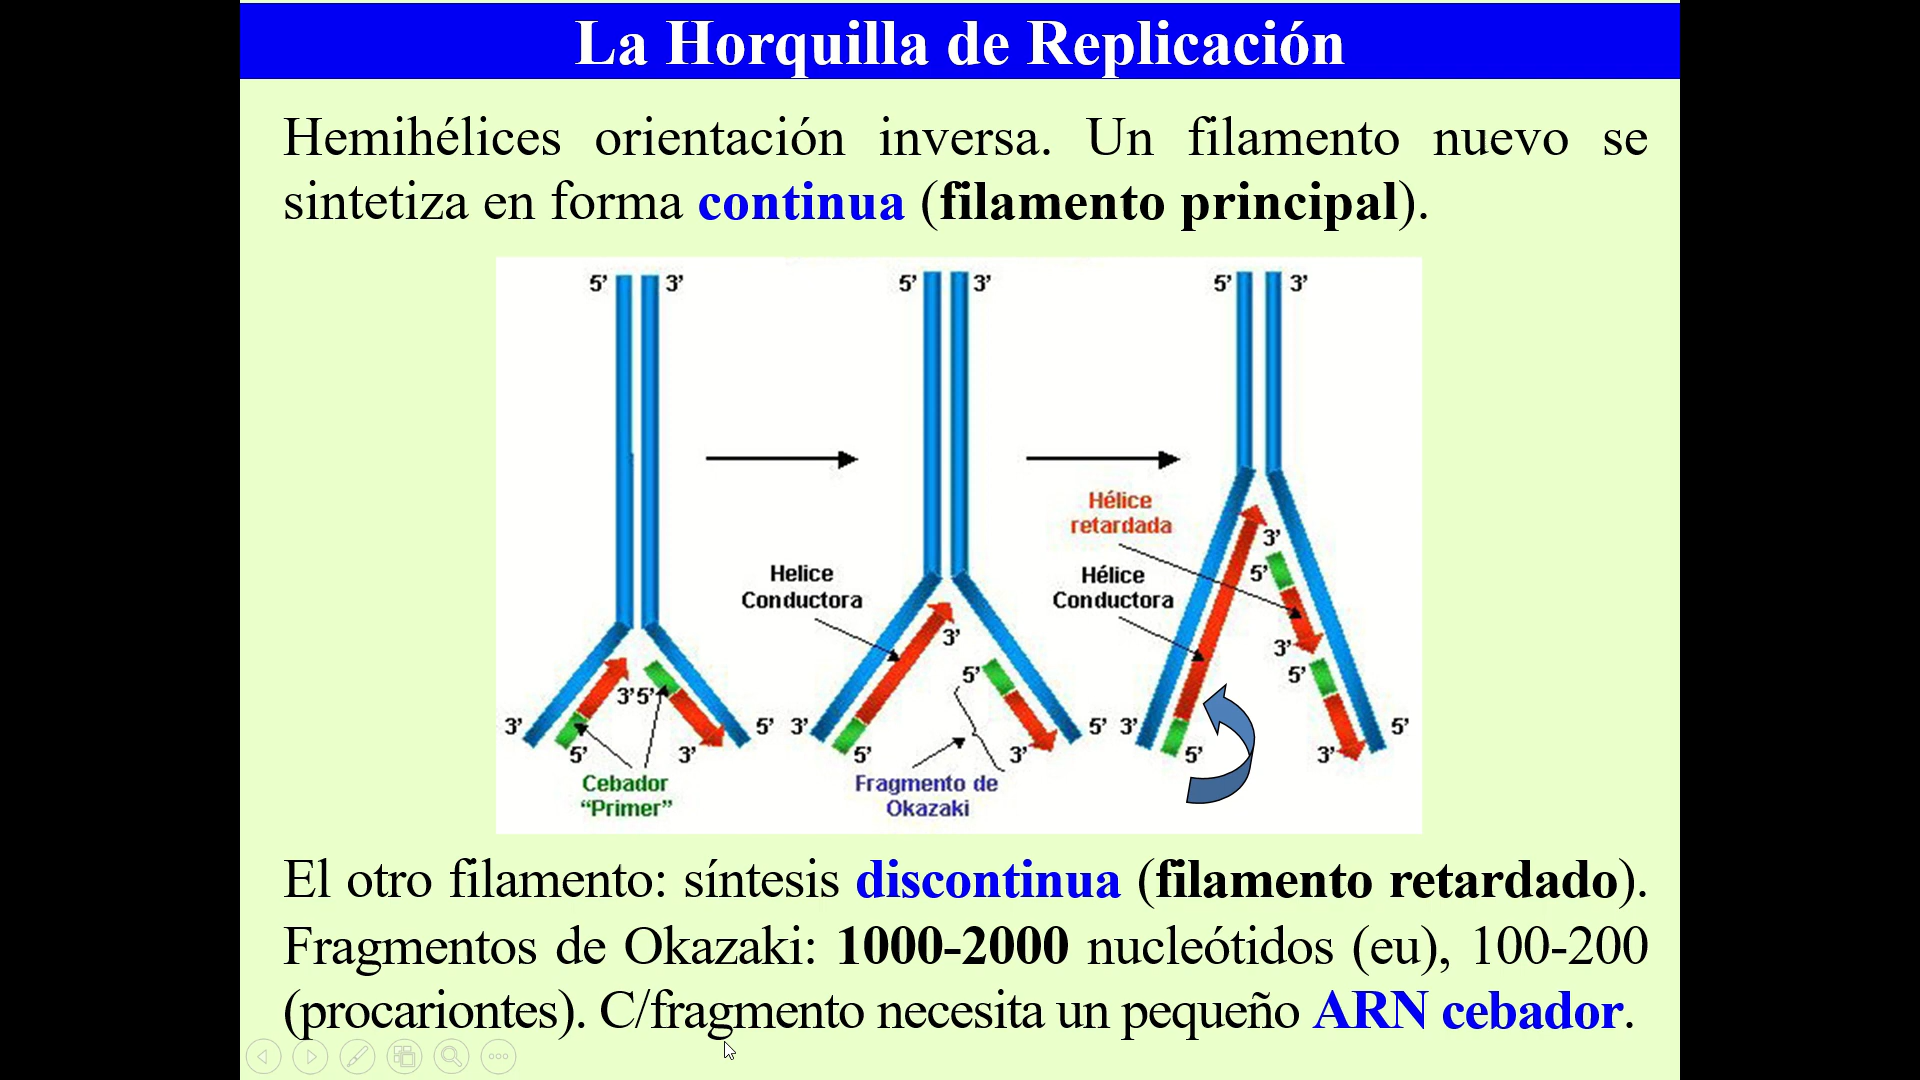 La Horquilla de Replicación
Hemihélices orientación inversa. Un filamento nuevo se
sintetiza en forma continua (filamento principal).
5’ 3’
5’ 3’
5’ 3’
Hélice
retardada
3’
5’
Helice
Conductora
Hélice
Conductora
3’
3’
3’5’
5’
5’
3’
5’
3’
3’
5’
3’
5’
5’
3’
5’
3’
5’
3’
Cebador
“Primer”
Fragmento de
Okazaki
El otro filamento: síntesis discontinua (filamento retardado).
Fragmentos de Okazaki: 1000-2000 nucleótidos (eu), 100-200
(procariontes). C/fragmento necesita un pequeño ARN cebador.